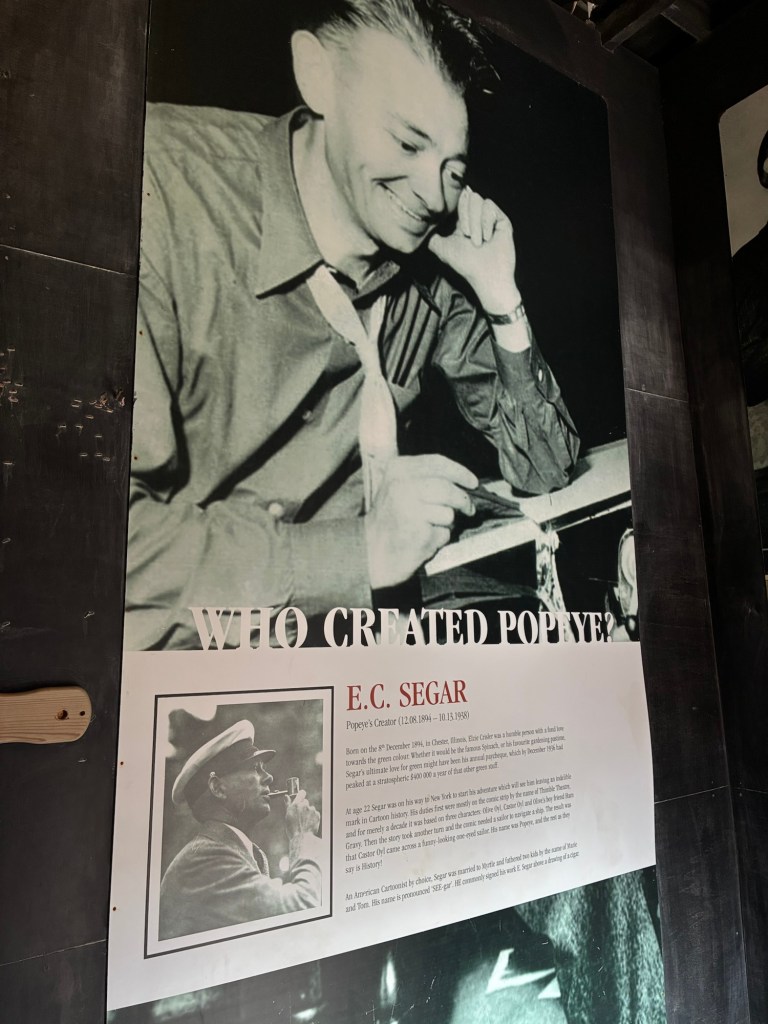 WHO CREATED POPEYE?
E.C. SEGAR
Popeye's Creator (12.08.1894 – 10.13.1938)
Born on the 8th December 1894, in Chester, Illinois, Elzie Crisler was a humble person with a fond love
towards the green colour. Whether it would be the famous Spinach, or his favourite gardening pastime,
Segar's ultimate love for green might have been his annual paycheque, which by December 1938 had
peaked at a stratospheric $400 000 a year of that other green stuff.
At age 22 Segar was on his way to New York to start his adventure which will see him leaving an indelible
mark in Cartoon history. His duties first were mostly on the comic strip by the name of Thimble Theatre,
and for merely a decade it was based on three characters: Olive Oyl, Castor Oyl and Olive's boy friend Ham
Gravy. Then the story took another turn and the comic needed a sailor to navigate a ship. The result was
that Castor Oyl came across a funny-looking one-eyed sailor. His name was Popeye, and the rest as they
say is History!
An American Cartoonist by choice, Segar was married to Myrtle and fathered two kids by the name of Marie
and Tom. His name is pronounced 'SEE-gar'. HE commonly signed his work E. Segar above a drawing of a cigar